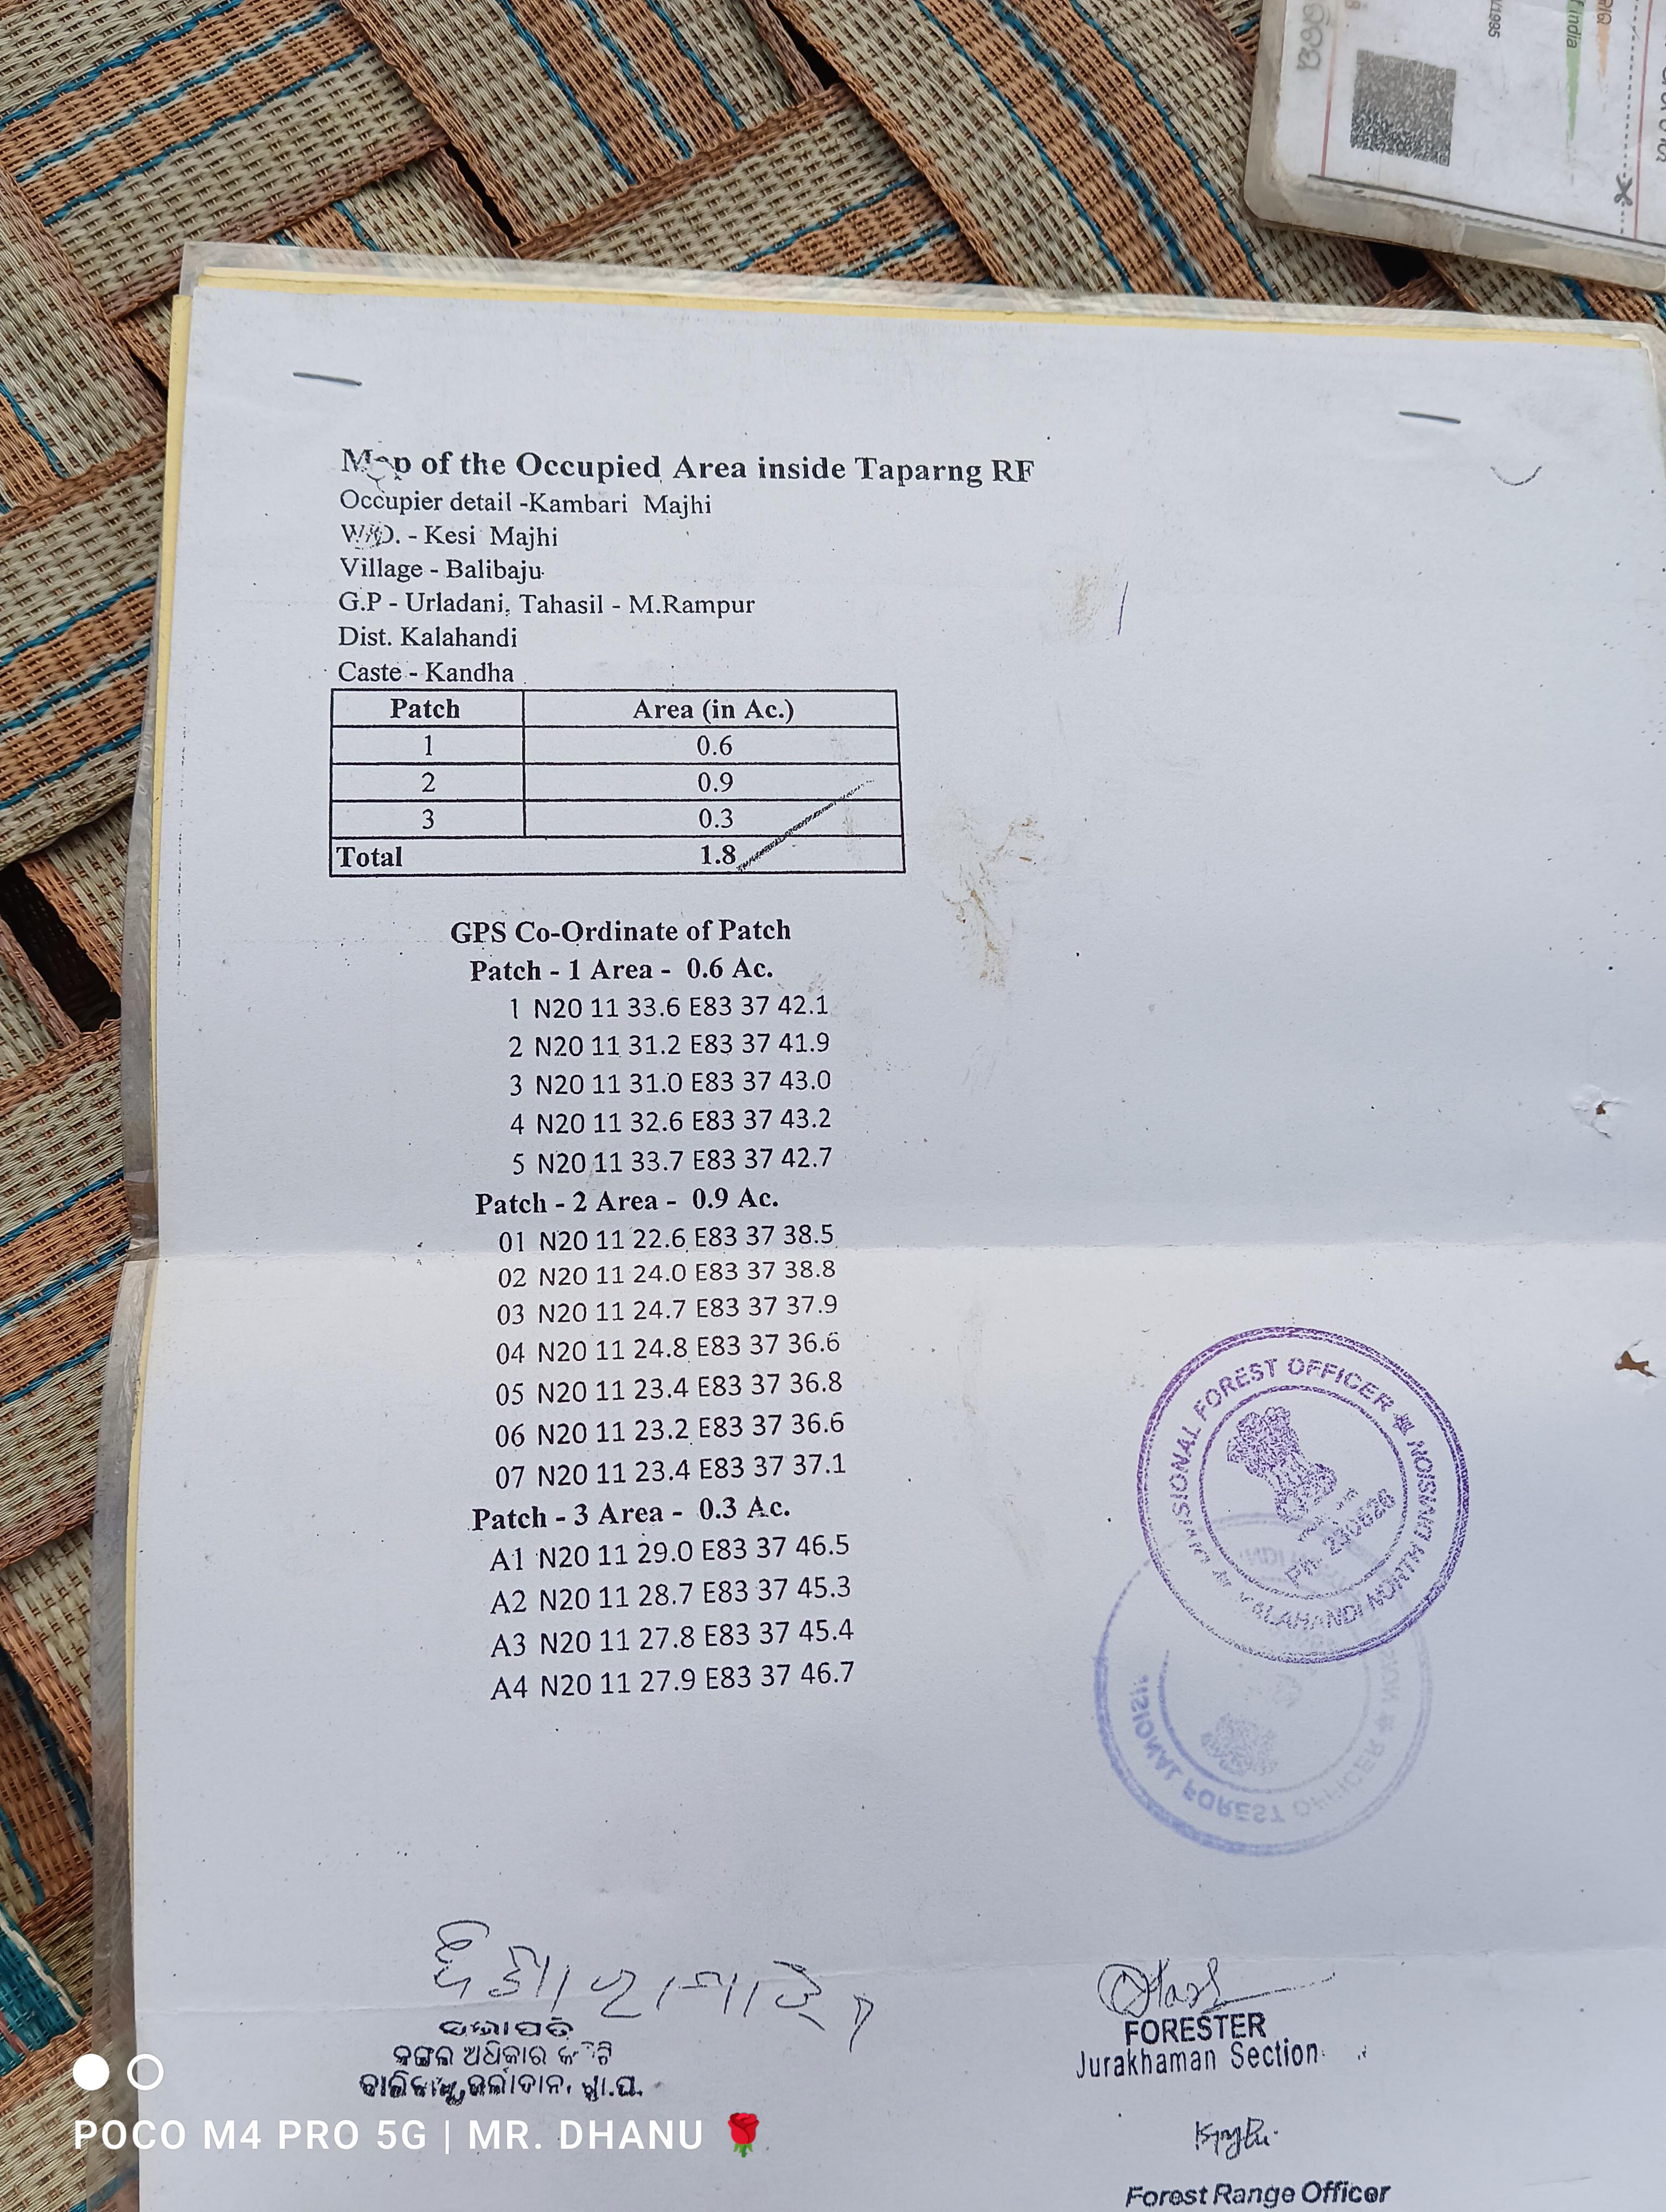 Map of the Occupied Area inside Taparng RF
Occupier detail -Kambari Majhi
W/O. - Kesi Majhi
Village - Balibaju
G.P - Urladani, Tahasil - M.Rampur
Dist. Kalahandi
Caste - Kandha
Patch Area (in Ac.)
1 0.6
2 0.9
3 0.3
Total 1.8
GPS Co-Ordinate of Patch
Patch - 1 Area - 0.6 Ac.
1 N20 11 33.6 E83 37 42.1
2 N20 11 31.2 E83 37 41.9
3 N20 11 31.0 E83 37 43.0
4 N20 11 32.6 E83 37 43.2
5 N20 11 33.7 E83 37 42.7
Patch - 2 Area - 0.9 Ac.
01 N20 11 22.6 E83 37 38.5
02 N20 11 24.0 E83 37 38.8
03 N20 11 24.7 E83 37 37.9
04 N20 11 24.8 E83 37 36.6
05 N20 11 23.4 E83 37 36.8
06 N20 11 23.2 E83 37 36.6
07 N20 11 23.4 E83 37 37.1
Patch - 3 Area - 0.3 Ac.
A1 N20 11 29.0 E83 37 46.5
A2 N20 11 28.7 E83 37 45.3
A3 N20 11 27.8 E83 37 45.4
A4 N20 11 27.9 E83 37 46.7
DIVISIONAL FOREST OFFICER
KALAHANDI NORTH DIVISION
Ph- 230626
ସଭାପତି
ଜଙ୍ଗଲ ଅଧିକାର କମିଟି
FORESTER
Jurakhaman Section
Forest Range Officer
POCO M4 PRO 5G | MR. DHANU 🌹
India
1995